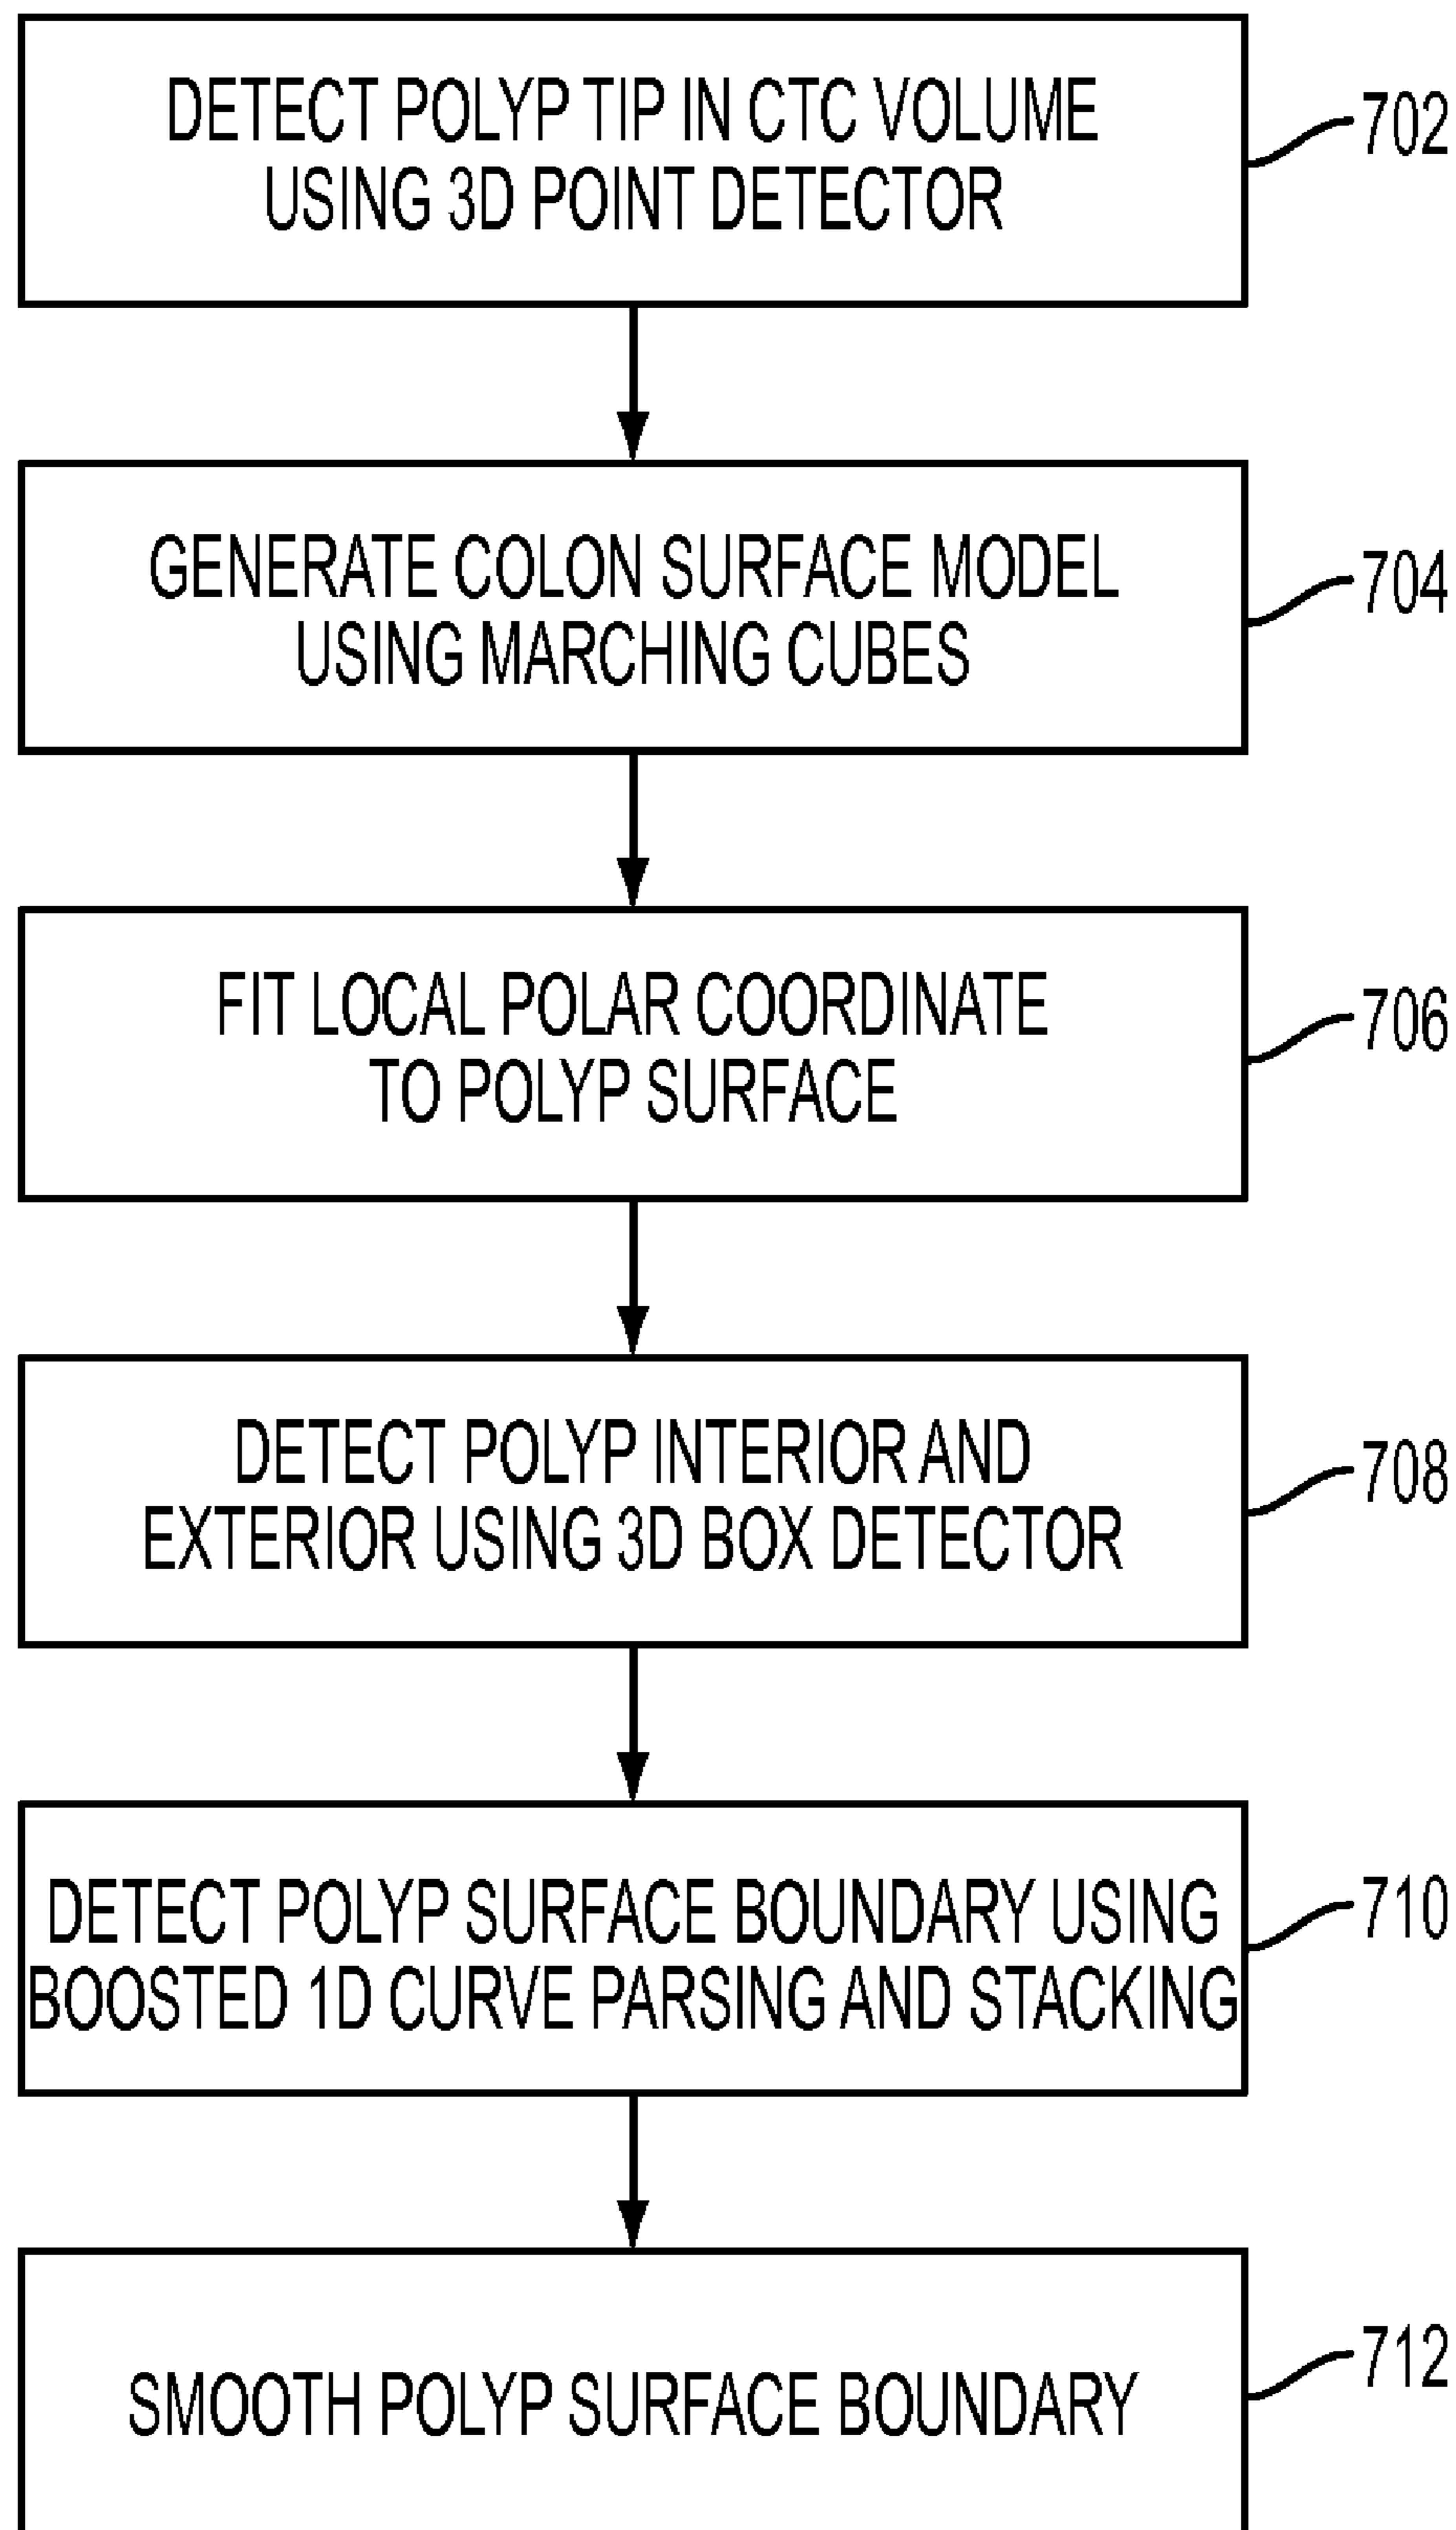 DETECT POLYP TIP IN CTC VOLUME
USING 3D POINT DETECTOR
702
GENERATE COLON SURFACE MODEL
USING MARCHING CUBES
704
FIT LOCAL POLAR COORDINATE
TO POLYP SURFACE
706
DETECT POLYP INTERIOR AND
EXTERIOR USING 3D BOX DETECTOR
708
DETECT POLYP SURFACE BOUNDARY USING
BOOSTED 1D CURVE PARSING AND STACKING
710
SMOOTH POLYP SURFACE BOUNDARY
712